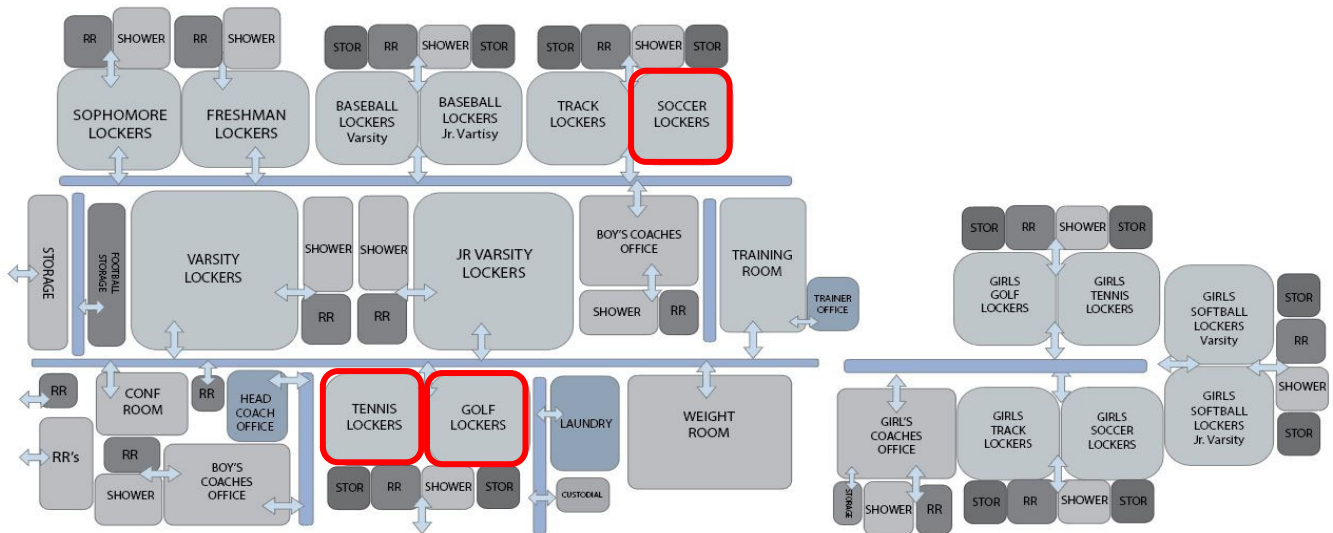 RR
SHOWER
RR
SHOWER
STOR
RR
SHOWER
STOR
STOR
RR
SHOWER
STOR
SOPHOMORE
LOCKERS
FRESHMAN
LOCKERS
BASEBALL
LOCKERS
Varsity
BASEBALL
LOCKERS
Jr. Vartisy
TRACK
LOCKERS
SOCCER
LOCKERS
STORAGE
FOOTBALL
STORAGE
VARSITY
LOCKERS
SHOWER
RR
SHOWER
RR
JR VARSITY
LOCKERS
BOY'S COACHES
OFFICE
SHOWER
RR
TRAINING
ROOM
TRAINER
OFFICE
RR
CONF
ROOM
RR
HEAD
COACH
OFFICE
RR's
RR
SHOWER
BOY'S
COACHES
OFFICE
TENNIS
LOCKERS
GOLF
LOCKERS
STOR
RR
SHOWER
STOR
LAUNDRY
CUSTODIAL
WEIGHT
ROOM
STOR
RR
SHOWER
STOR
GIRLS
GOLF
LOCKERS
GIRLS
TENNIS
LOCKERS
GIRLS
SOFTBALL
LOCKERS
Varsity
STOR
RR
SHOWER
STOR
GIRL'S
COACHES
OFFICE
GIRLS
TRACK
LOCKERS
GIRLS
SOCCER
LOCKERS
GIRLS
SOFTBALL
LOCKERS
Jr. Varsity
STORAGE
SHOWER
RR
STOR
RR
SHOWER
STOR